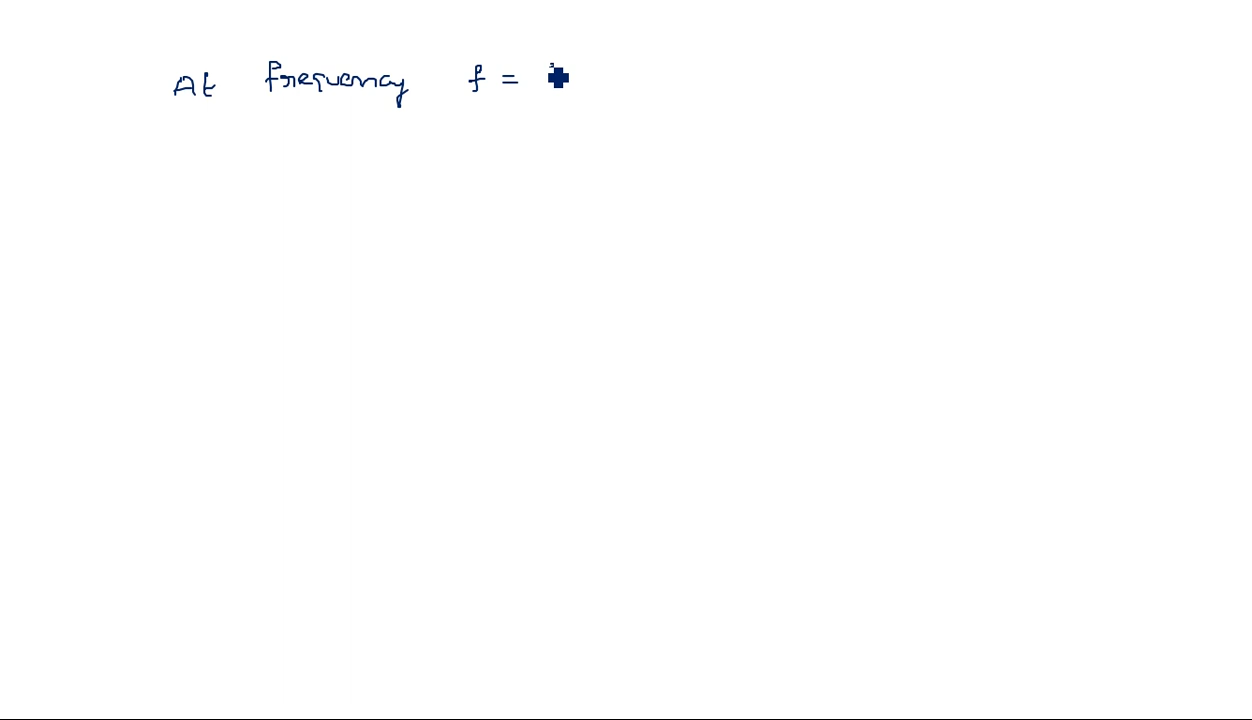 At frequency f =